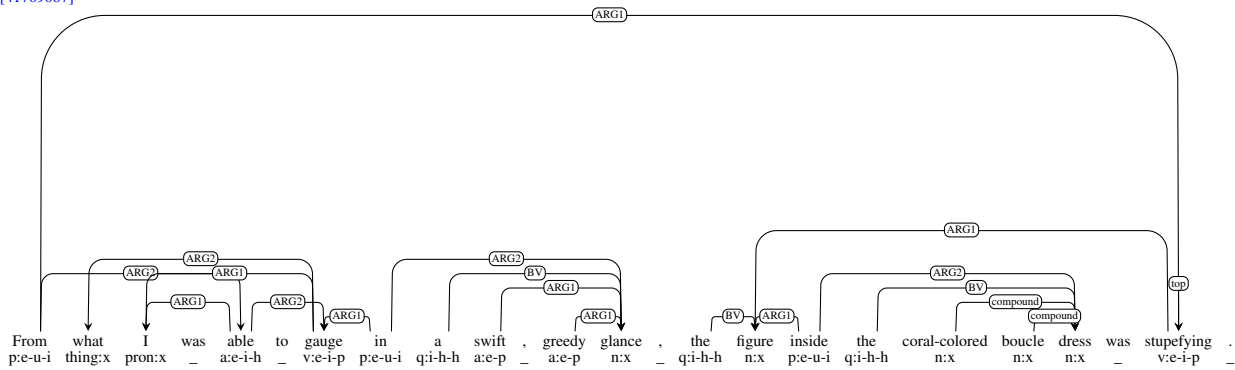 [41709087]
ARG1
ARG1
ARG2 ARG2
BV
ARG2 ARG1 ARG2
top
ARG1 BV
ARG1 ARG2 compound
ARG1 ARG1 BV ARG1 compound
From what I was able to gauge in a swift , greedy glance , the figure inside the coral-colored boucle dress was stupefying .
p:e-u-i thing:x pron:x _ a:e-i-h _ v:e-i-p p:e-u-i q:i-h-h a:e-p _ a:e-p n:x _ q:i-h-h n:x p:e-u-i q:i-h-h n:x n:x n:x _ v:e-i-p _